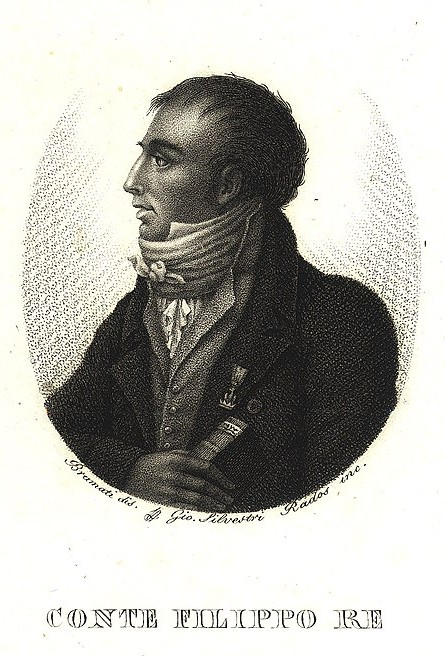 Bramati dis.
Gio. Silvestri
Rados inc.
CONTE FILIPPO RE